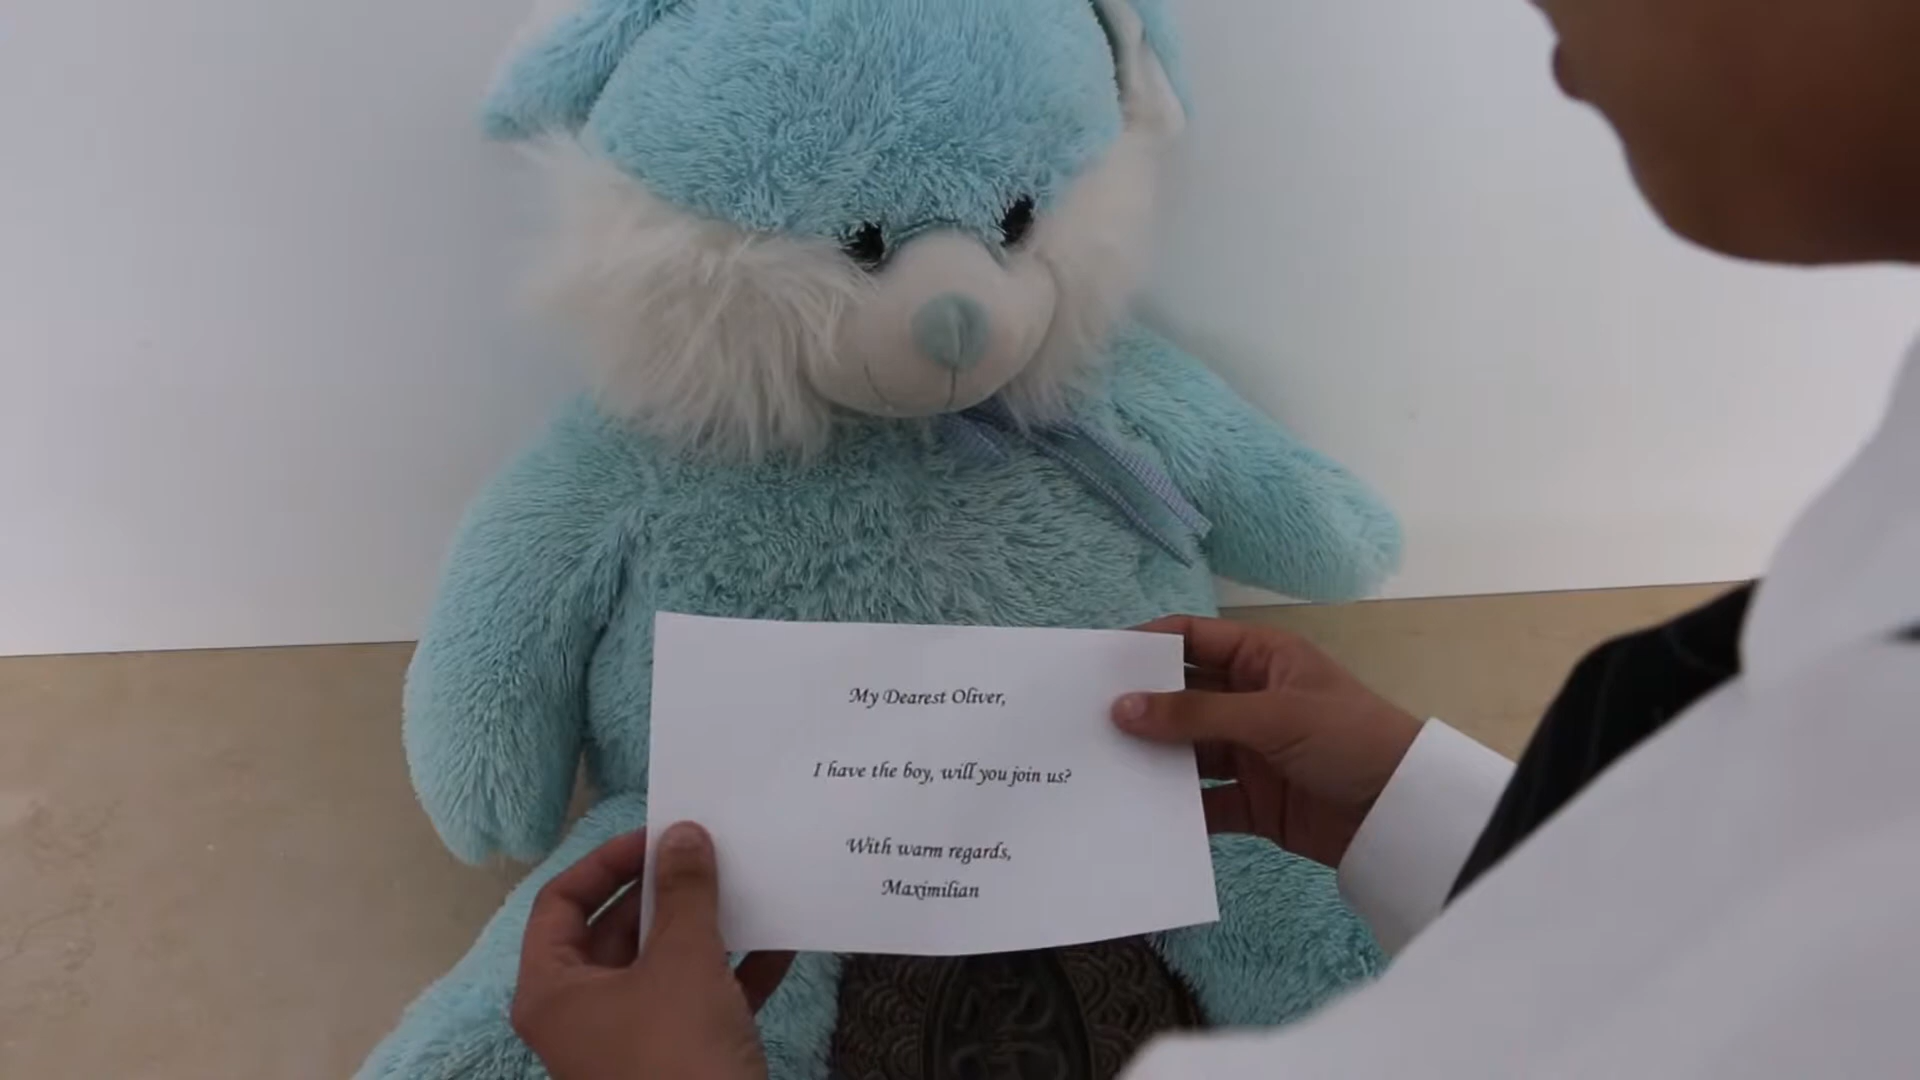 My Dearest Oliver,
I have the boy, will you join us?
With warm regards,
Maximilian